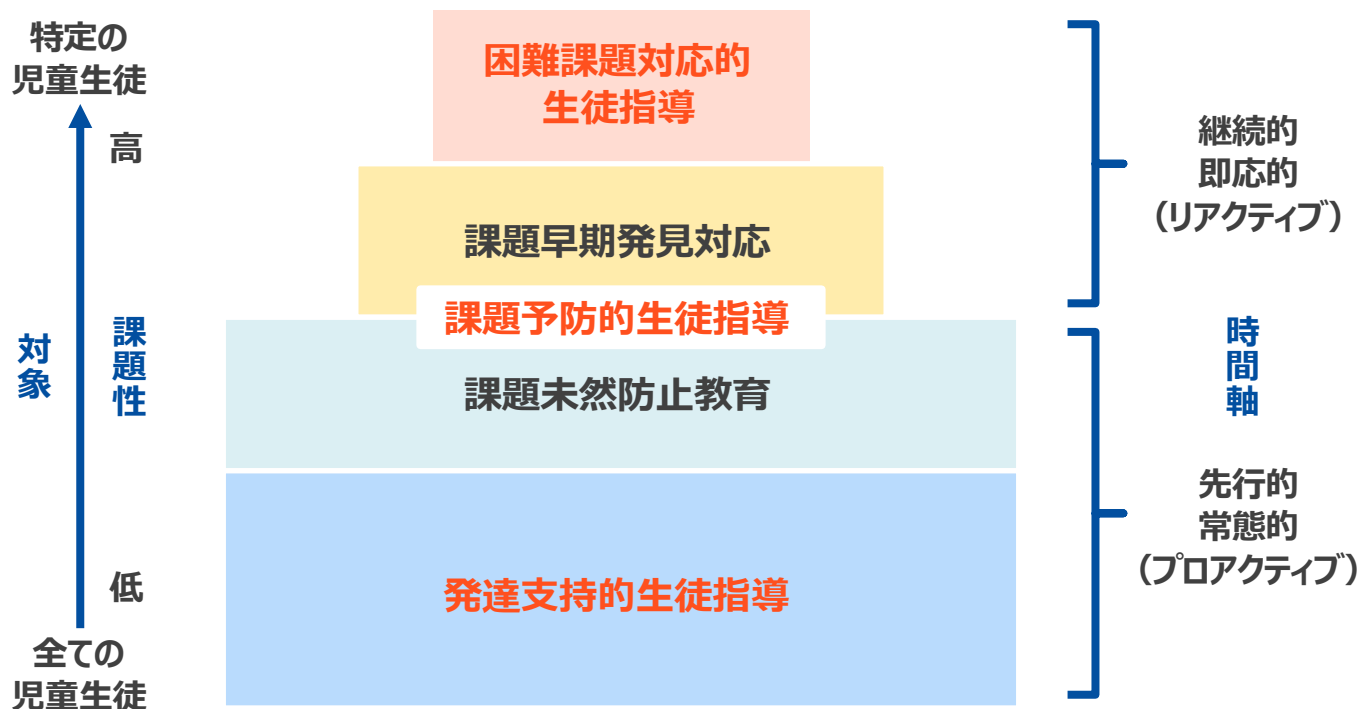 特定の
児童生徒
高
対象
課題性
低
全ての
児童生徒
困難課題対応的
生徒指導
課題早期発見対応
課題予防的生徒指導
課題未然防止教育
発達支持的生徒指導
継続的
即応的
（リアクティブ）
時間軸
先行的
常態的
（プロアクティブ）